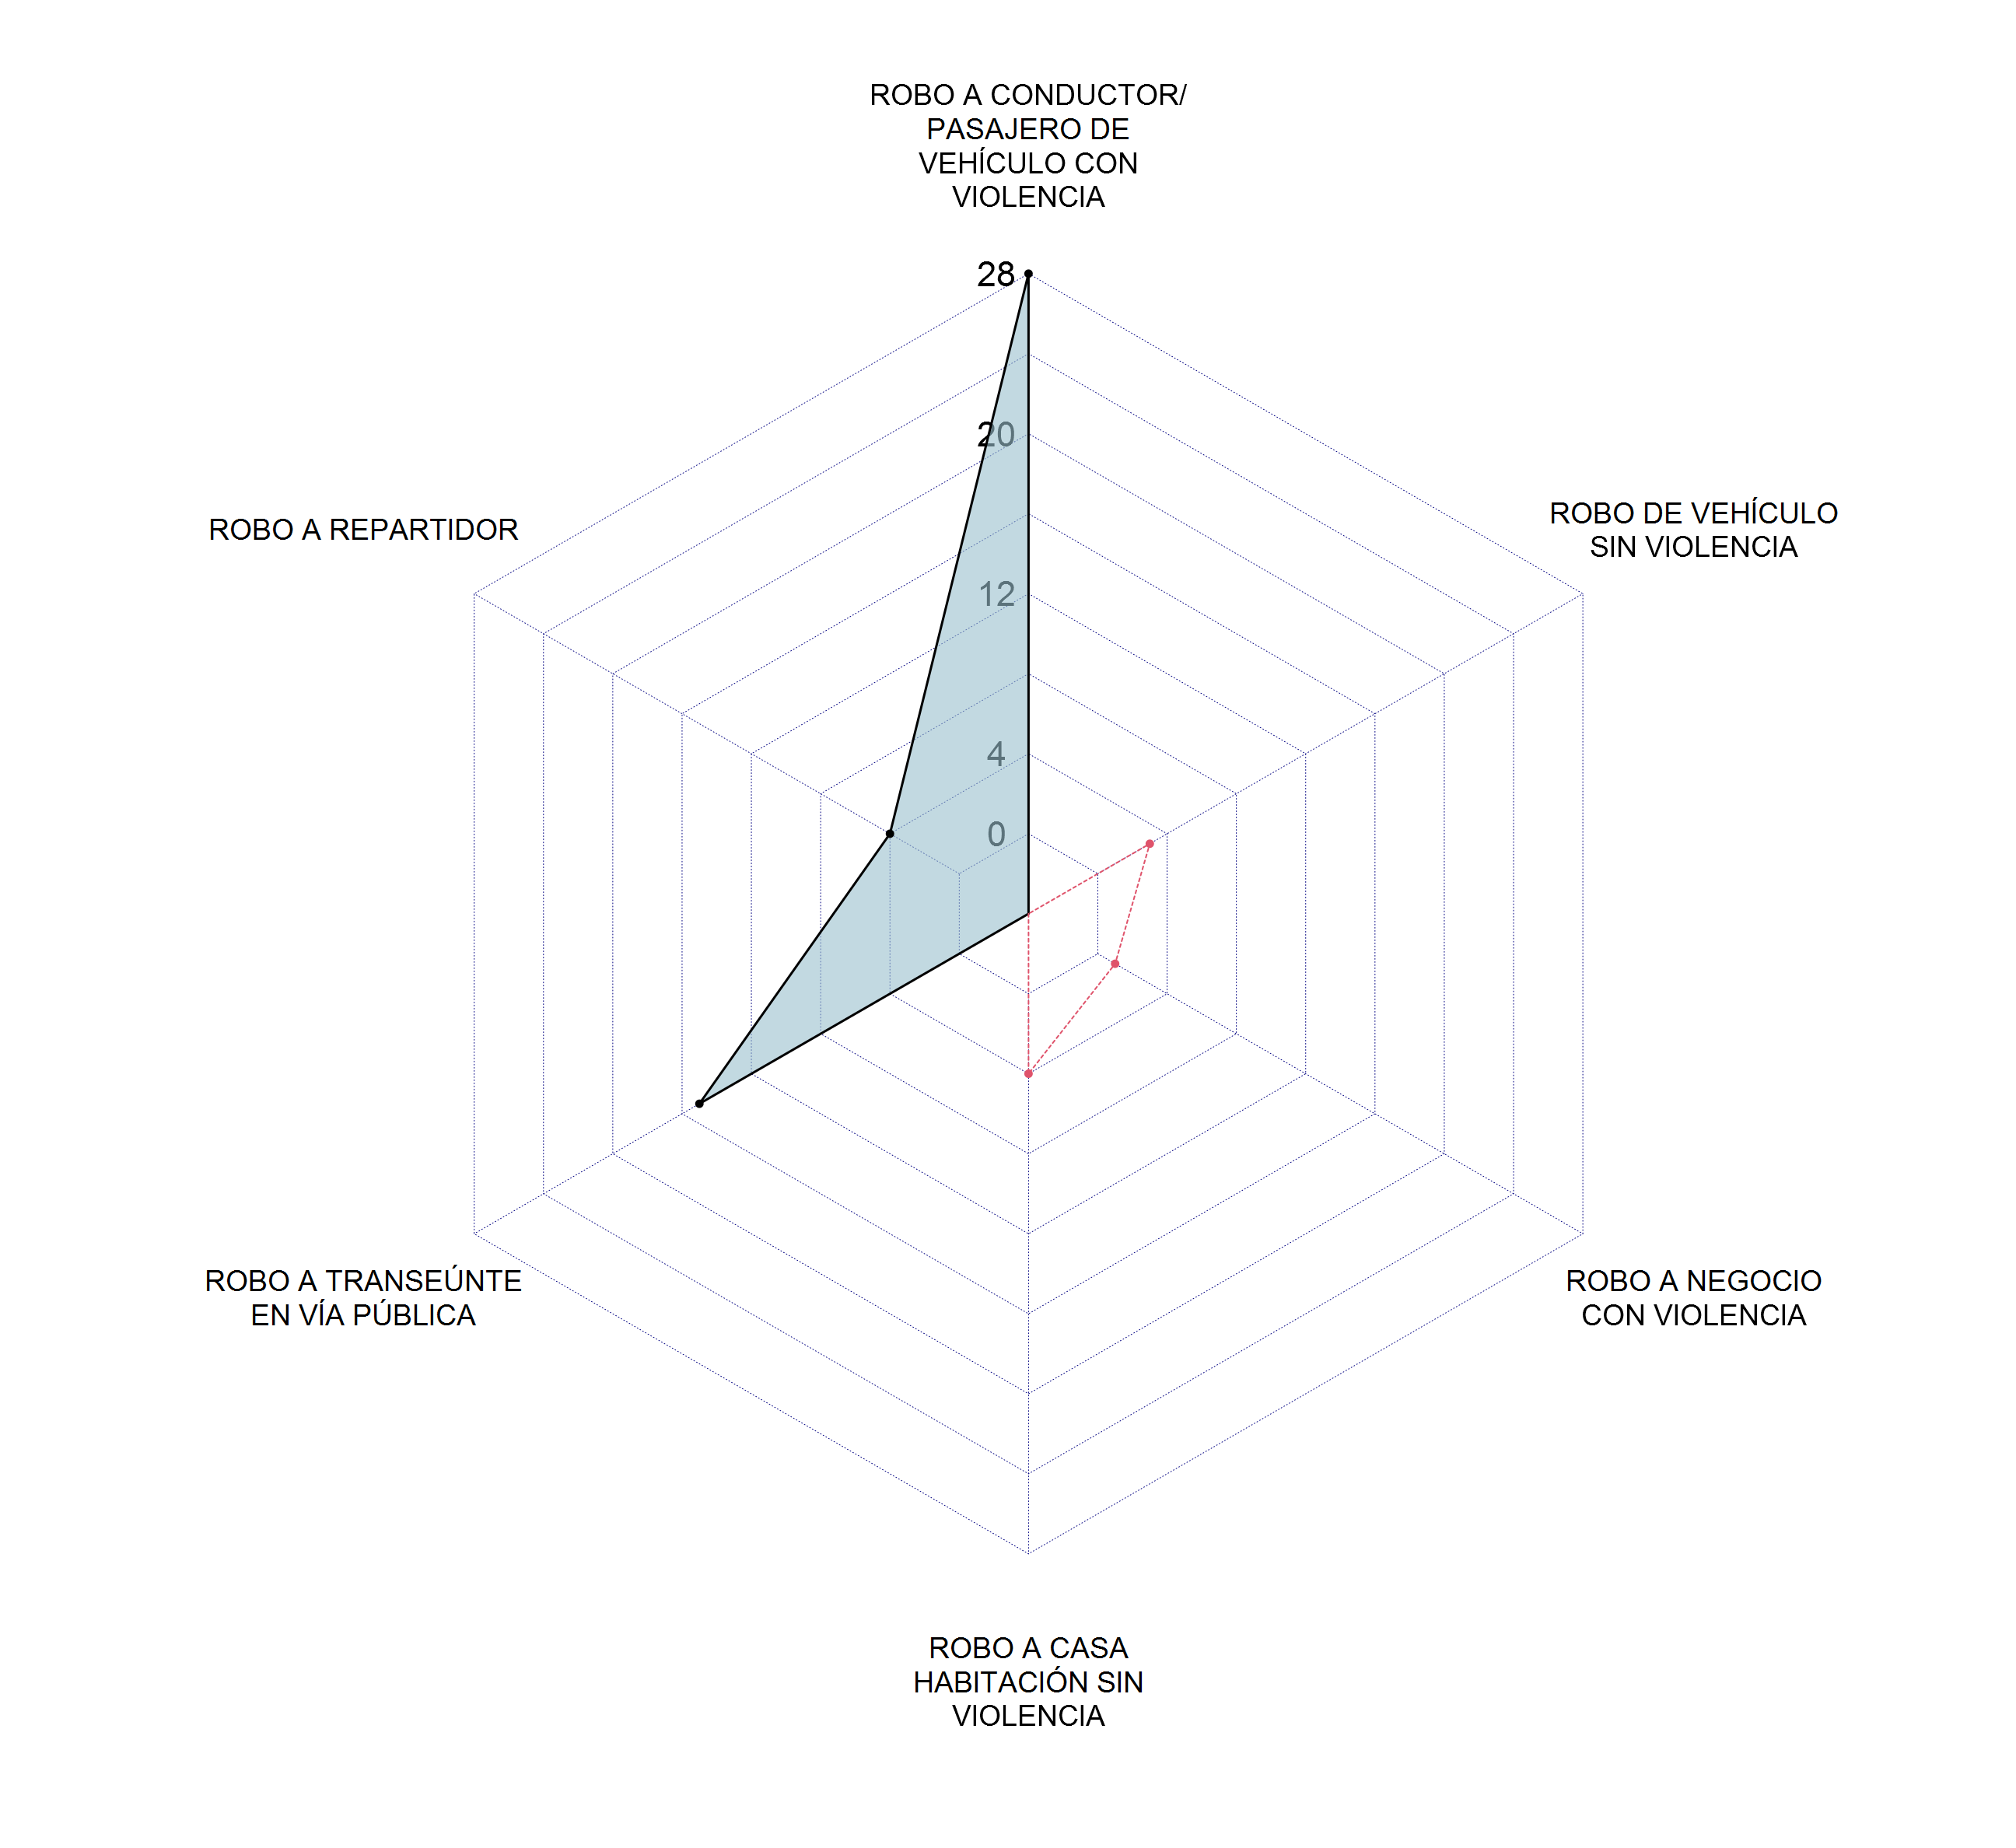 ROBO A CONDUCTOR/
PASAJERO DE
VEHÍCULO CON
VIOLENCIA
28
20
ROBO DE VEHÍCULO
SIN VIOLENCIA
ROBO A REPARTIDOR
12
4
0
ROBO A TRANSEÚNTE
EN VÍA PÚBLICA
ROBO A NEGOCIO
CON VIOLENCIA
ROBO A CASA
HABITACIÓN SIN
VIOLENCIA